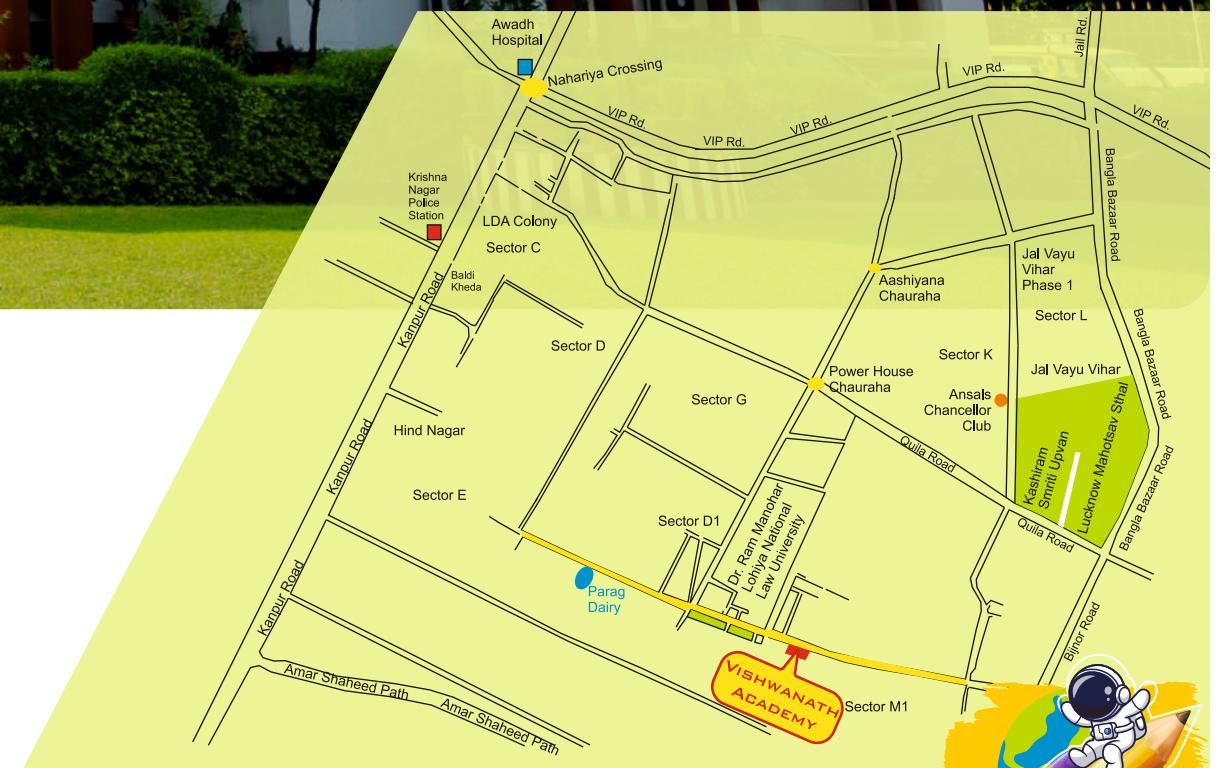 Awadh
Hospital
Nahariya Crossing
VIP Rd.
VIP Rd.
VIP Rd.
VIP Rd.
Jail Rd.
VIP Rd.
Krishna
Nagar
Police
Station
LDA Colony
Sector C
Baldi
Kheda
Kanpur Road
Bangla Bazaar Road
Aashiyana
Chauraha
Jal Vayu
Vihar
Phase 1
Sector L
Bangla Bazaar Road
Sector D
Sector K
Power House
Chauraha
Jal Vayu Vihar
Sector G
Ansals
Chancellor
Club
Hind Nagar
Kanpur Road
Quila Road
Kashiram
Smriti Upvan
Lucknow Mahotsav Sthal
Bangla Bazaar Road
Sector E
Sector D1
Dr. Ram Manohar
Lohiya National
Law University
Quila Road
Kanpur Road
Parag
Dairy
Bijnor Road
Vishwanath
Academy
Sector M1
Amar Shaheed Path
Amar Shaheed Path